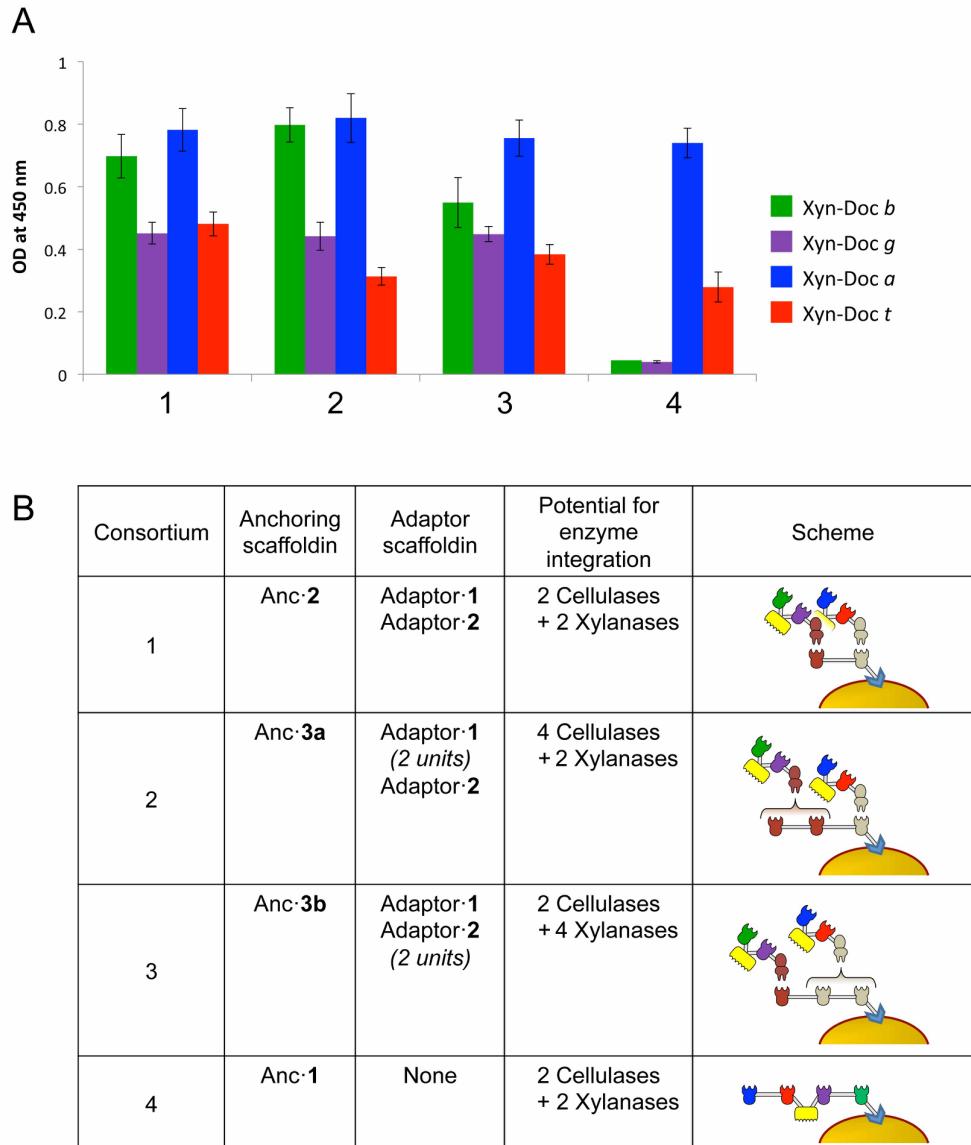 A
1
0.8
0.6
0.4
0.2
0
OD at 450 nm
1 2 3 4
Xyn-Doc b
Xyn-Doc g
Xyn-Doc a
Xyn-Doc t
B
Consortium
Anchoring
scaffoldin
Adaptor
scaffoldin
Potential for
enzyme
integration
Scheme
1
Anc·2
Adaptor·1
Adaptor·2
2 Cellulases
+ 2 Xylanases
2
Anc·3a
Adaptor·1
(2 units)
Adaptor·2
4 Cellulases
+ 2 Xylanases
3
Anc·3b
Adaptor·1
Adaptor·2
(2 units)
2 Cellulases
+ 4 Xylanases
4
Anc·1
None
2 Cellulases
+ 2 Xylanases